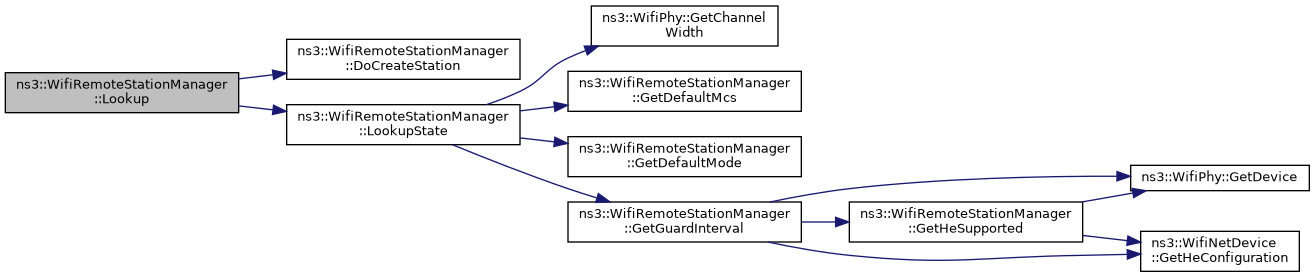 ns3::WifiRemoteStationManager
::Lookup
ns3::WifiRemoteStationManager
::DoCreateStation
ns3::WifiRemoteStationManager
::LookupState
ns3::WifiPhy::GetChannel
Width
ns3::WifiRemoteStationManager
::GetDefaultMcs
ns3::WifiRemoteStationManager
::GetDefaultMode
ns3::WifiRemoteStationManager
::GetGuardInterval
ns3::WifiRemoteStationManager
::GetHeSupported
ns3::WifiPhy::GetDevice
ns3::WifiNetDevice
::GetHeConfiguration